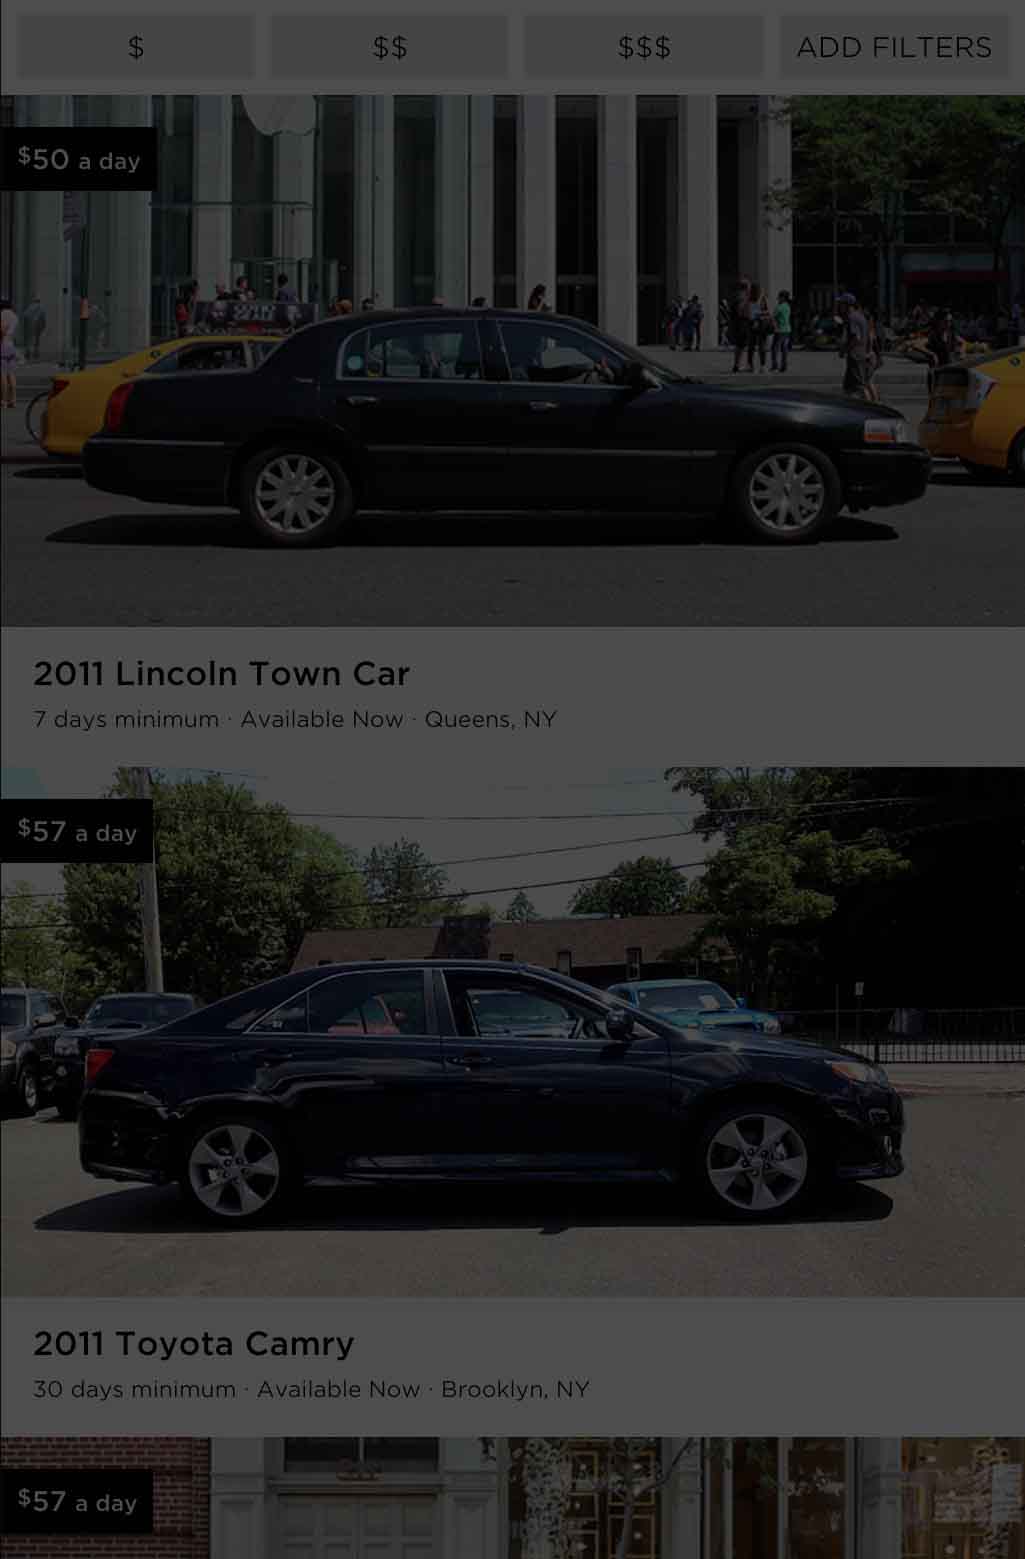 $
$$
$$$
ADD FILTERS
$50 a day
2011 Lincoln Town Car
7 days minimum · Available Now · Queens, NY
$57 a day
2011 Toyota Camry
30 days minimum · Available Now · Brooklyn, NY
$57 a day